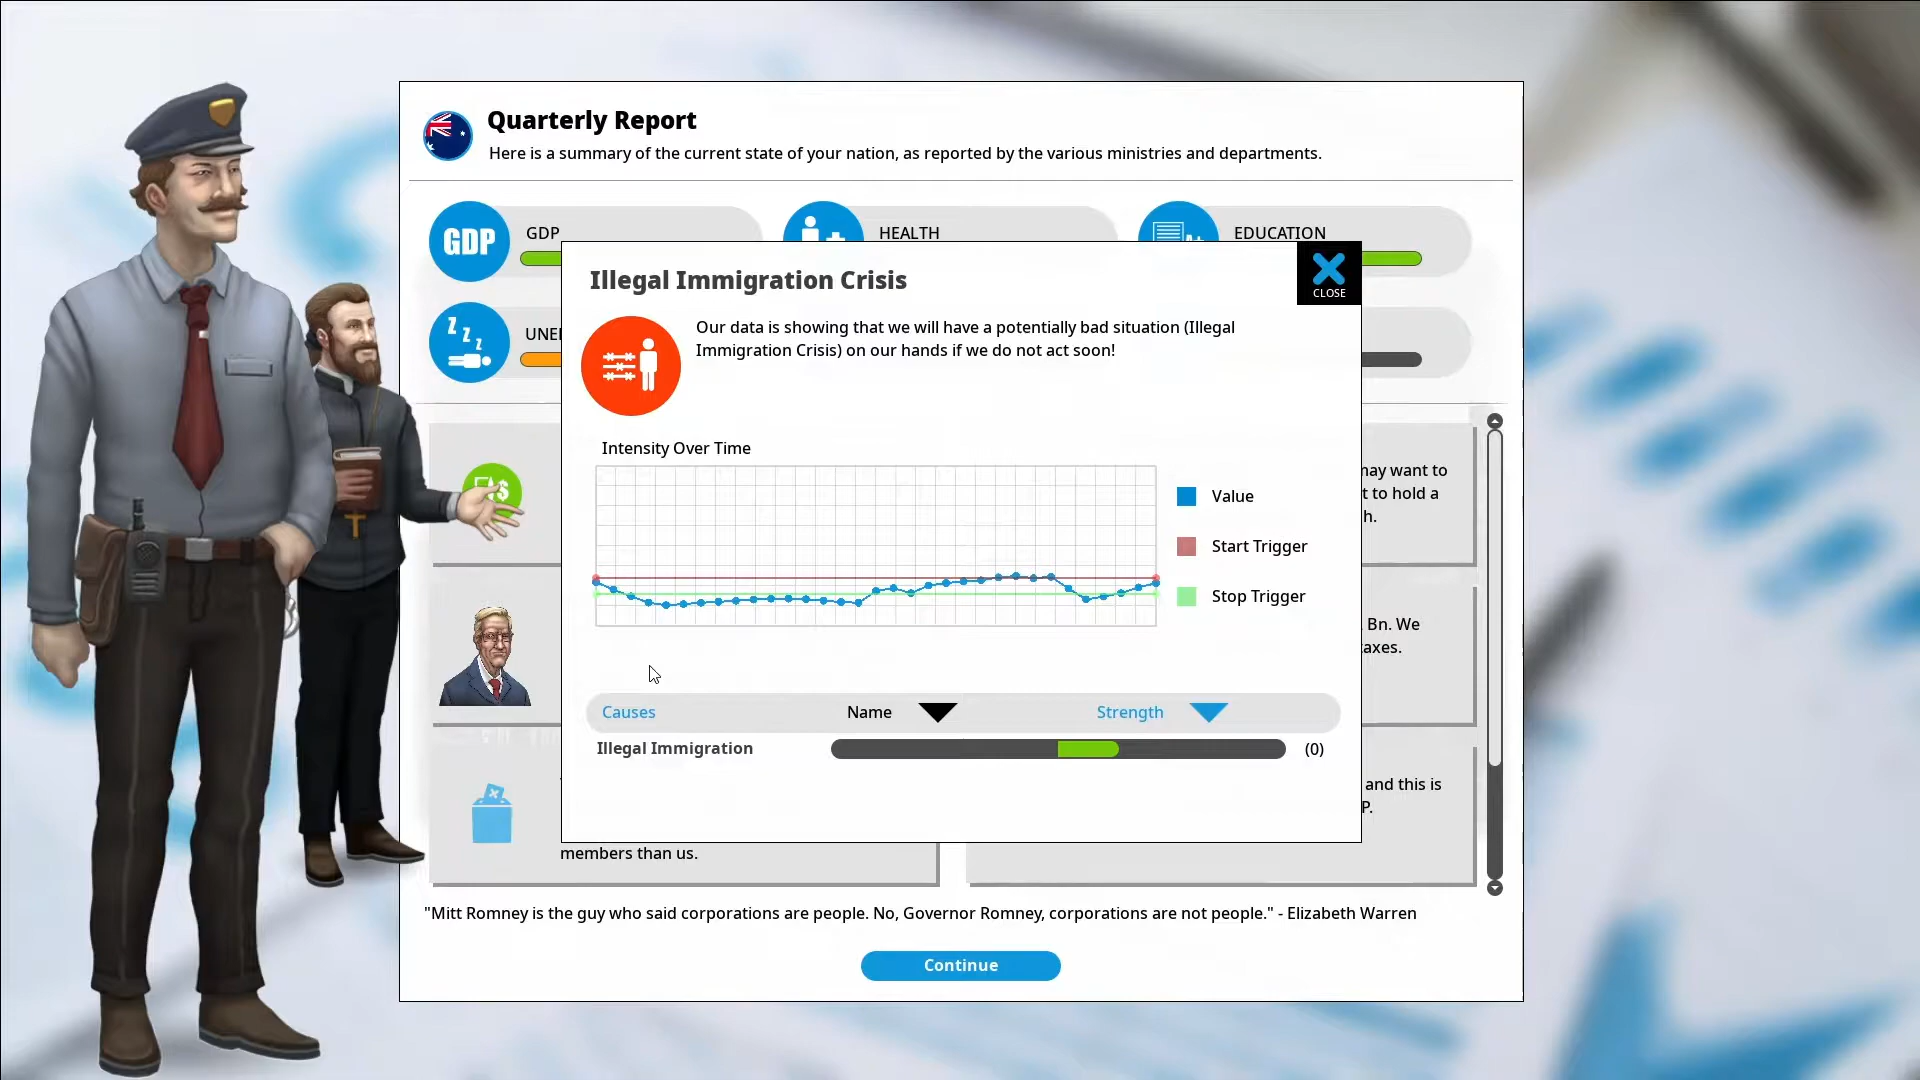 Quarterly Report
Here is a summary of the current state of your nation, as reported by the various ministries and departments.
GDP
GDP
HEALTH
EDUCATION
Illegal Immigration Crisis
CLOSE
Our data is showing that we will have a potentially bad situation (Illegal
Immigration Crisis) on our hands if we do not act soon!
Intensity Over Time
Value
Start Trigger
Stop Trigger
may want to
t to hold a
h.
Bn. We
axes.
Causes
Name
Strength
Illegal Immigration
(0)
and this is
P.
members than us.
"Mitt Romney is the guy who said corporations are people. No, Governor Romney, corporations are not people." - Elizabeth Warren
Continue